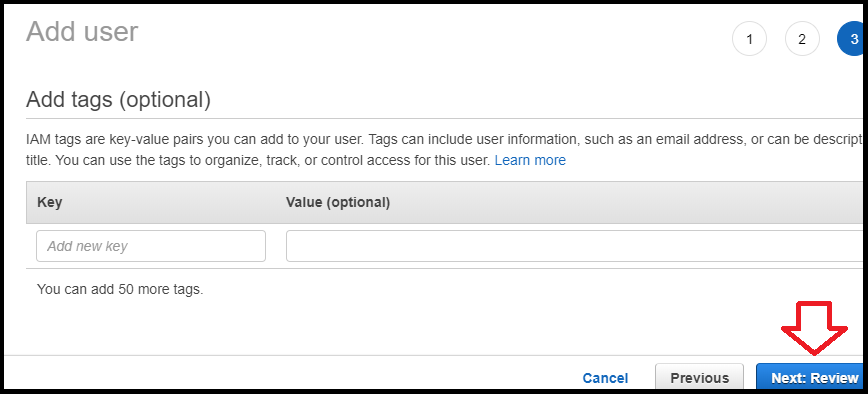 Add user
1 2 3
Add tags (optional)
IAM tags are key-value pairs you can add to your user. Tags can include user information, such as an email address, or can be descript
title. You can use the tags to organize, track, or control access for this user. Learn more
Key Value (optional)
Add new key
You can add 50 more tags.
Cancel Previous Next: Review